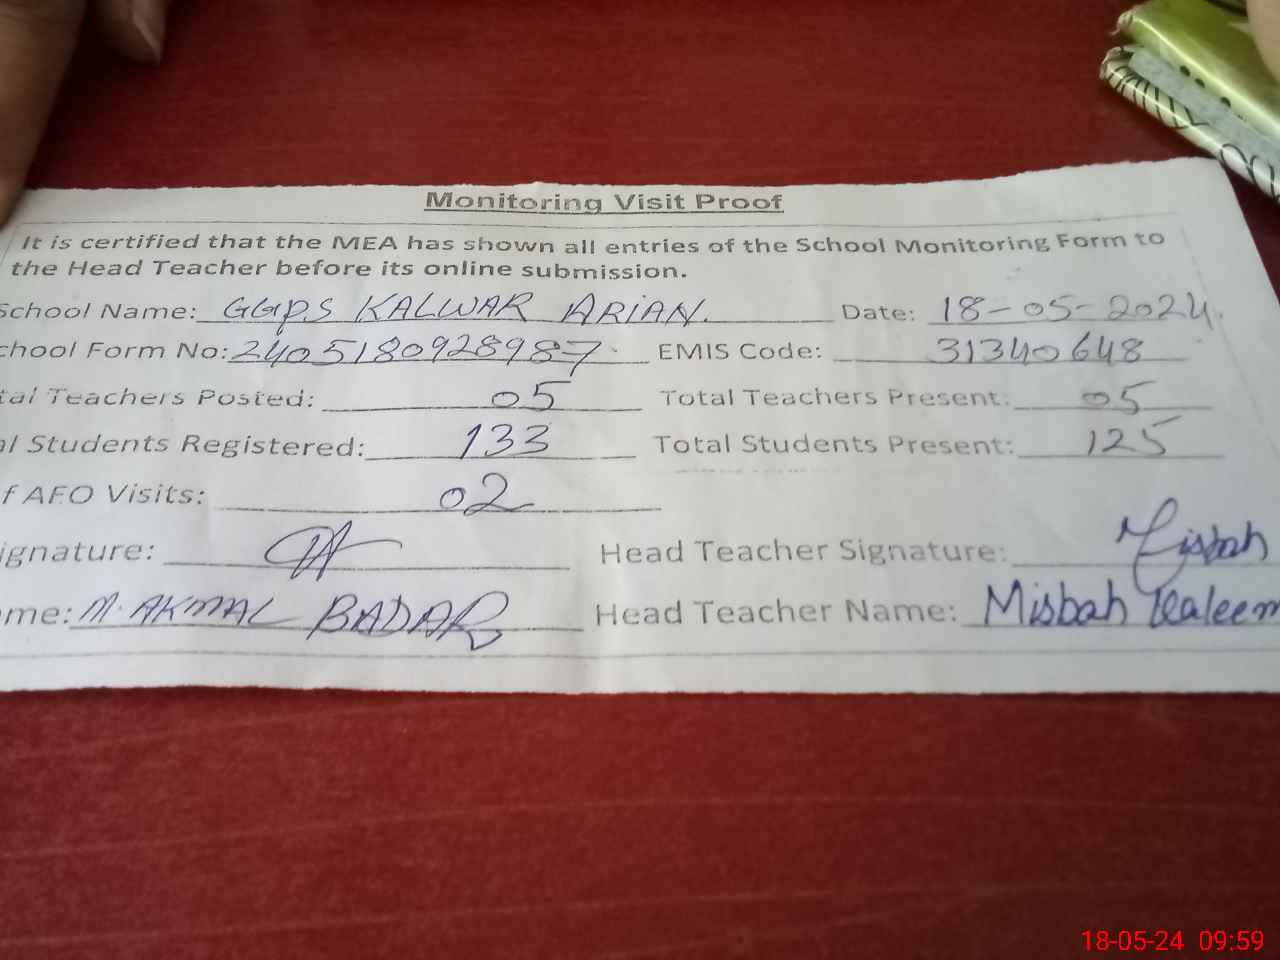 Monitoring Visit Proof
It is certified that the MEA has shown all entries of the School Monitoring Form to
the Head Teacher before its online submission.
School Name: GGPS KALWAR ARIAN. Date: 18-05-2024.
chool Form No: 2405180928987 EMIS Code: 31340648
tal Teachers Posted: 05 Total Teachers Present: 05
al Students Registered: 133 Total Students Present: 125
f AEO Visits: 02
ignature: Head Teacher Signature: Misbah
me: M. AKMAL BADAR Head Teacher Name: Misbah Kaleem
18-05-24 09:59